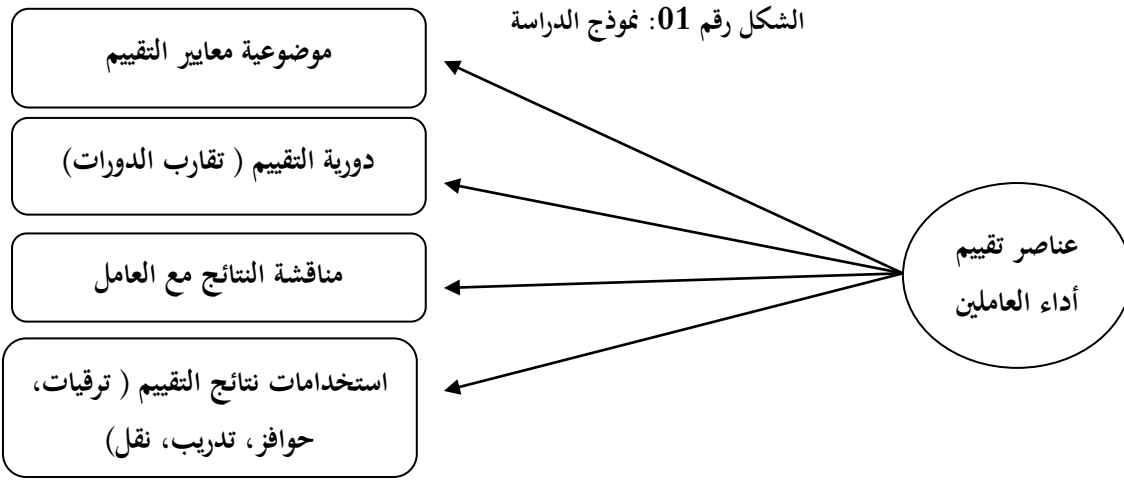 الشكل رقم 01: نموذج الدراسة
موضوعية معايير التقييم
دورية التقييم ( تقارب الدورات)
مناقشة النتائج مع العامل
استخدامات نتائج التقييم ( ترقيات،
حوافز، تدريب، نقل)
عناصر تقييم
أداء العاملين